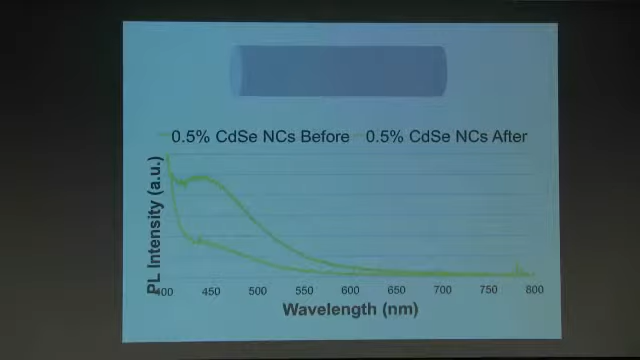 0.5% CdSe NCs Before 0.5% CdSe NCs After
PL Intensity (a.u.)
400 450 500 550 600 650 700 750 800
Wavelength (nm)